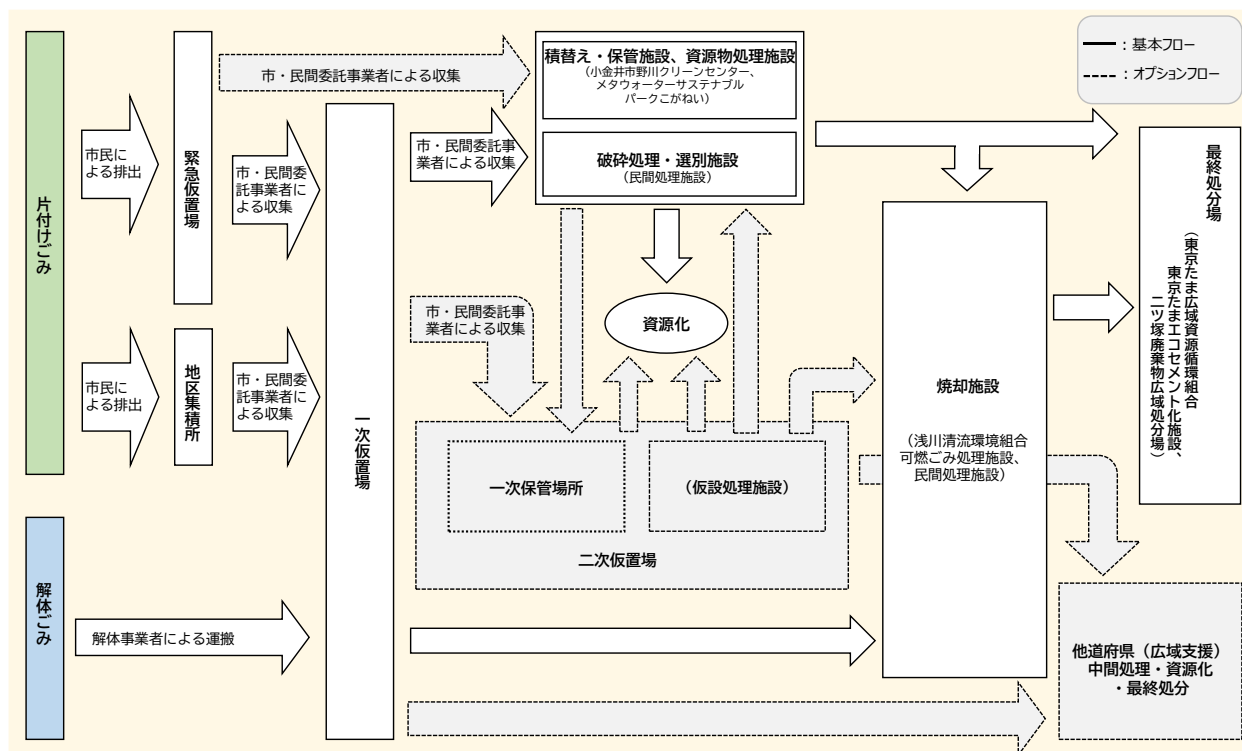 片付けごみ
解体ごみ
市民に
よる排出
緊急仮置場
市・民間委託事業者による収集
市・民間委
託事業者に
よる収集
市民に
よる排出
地区集積所
市・民間委
託事業者に
よる収集
解体事業者による運搬
一次仮置場
市・民間委託事
業者による収集
市・民間委託事
業者による収集
積替え・保管施設、資源物処理施設
（小金井市野川クリーンセンター、
メタウォーターサステナブル
パークこがねい）
破砕処理・選別施設
（民間処理施設）
資源化
一次保管場所
（仮設処理施設）
二次仮置場
焼却施設
（浅川清流環境組合
可燃ごみ処理施設、
民間処理施設）
：基本フロー
：オプションフロー
最終処分場
（東京たま広域資源循環組合
東京たまエコセメント化施設、
二ツ塚廃棄物広域処分場）
他道府県（広域支援）
中間処理・資源化
・最終処分